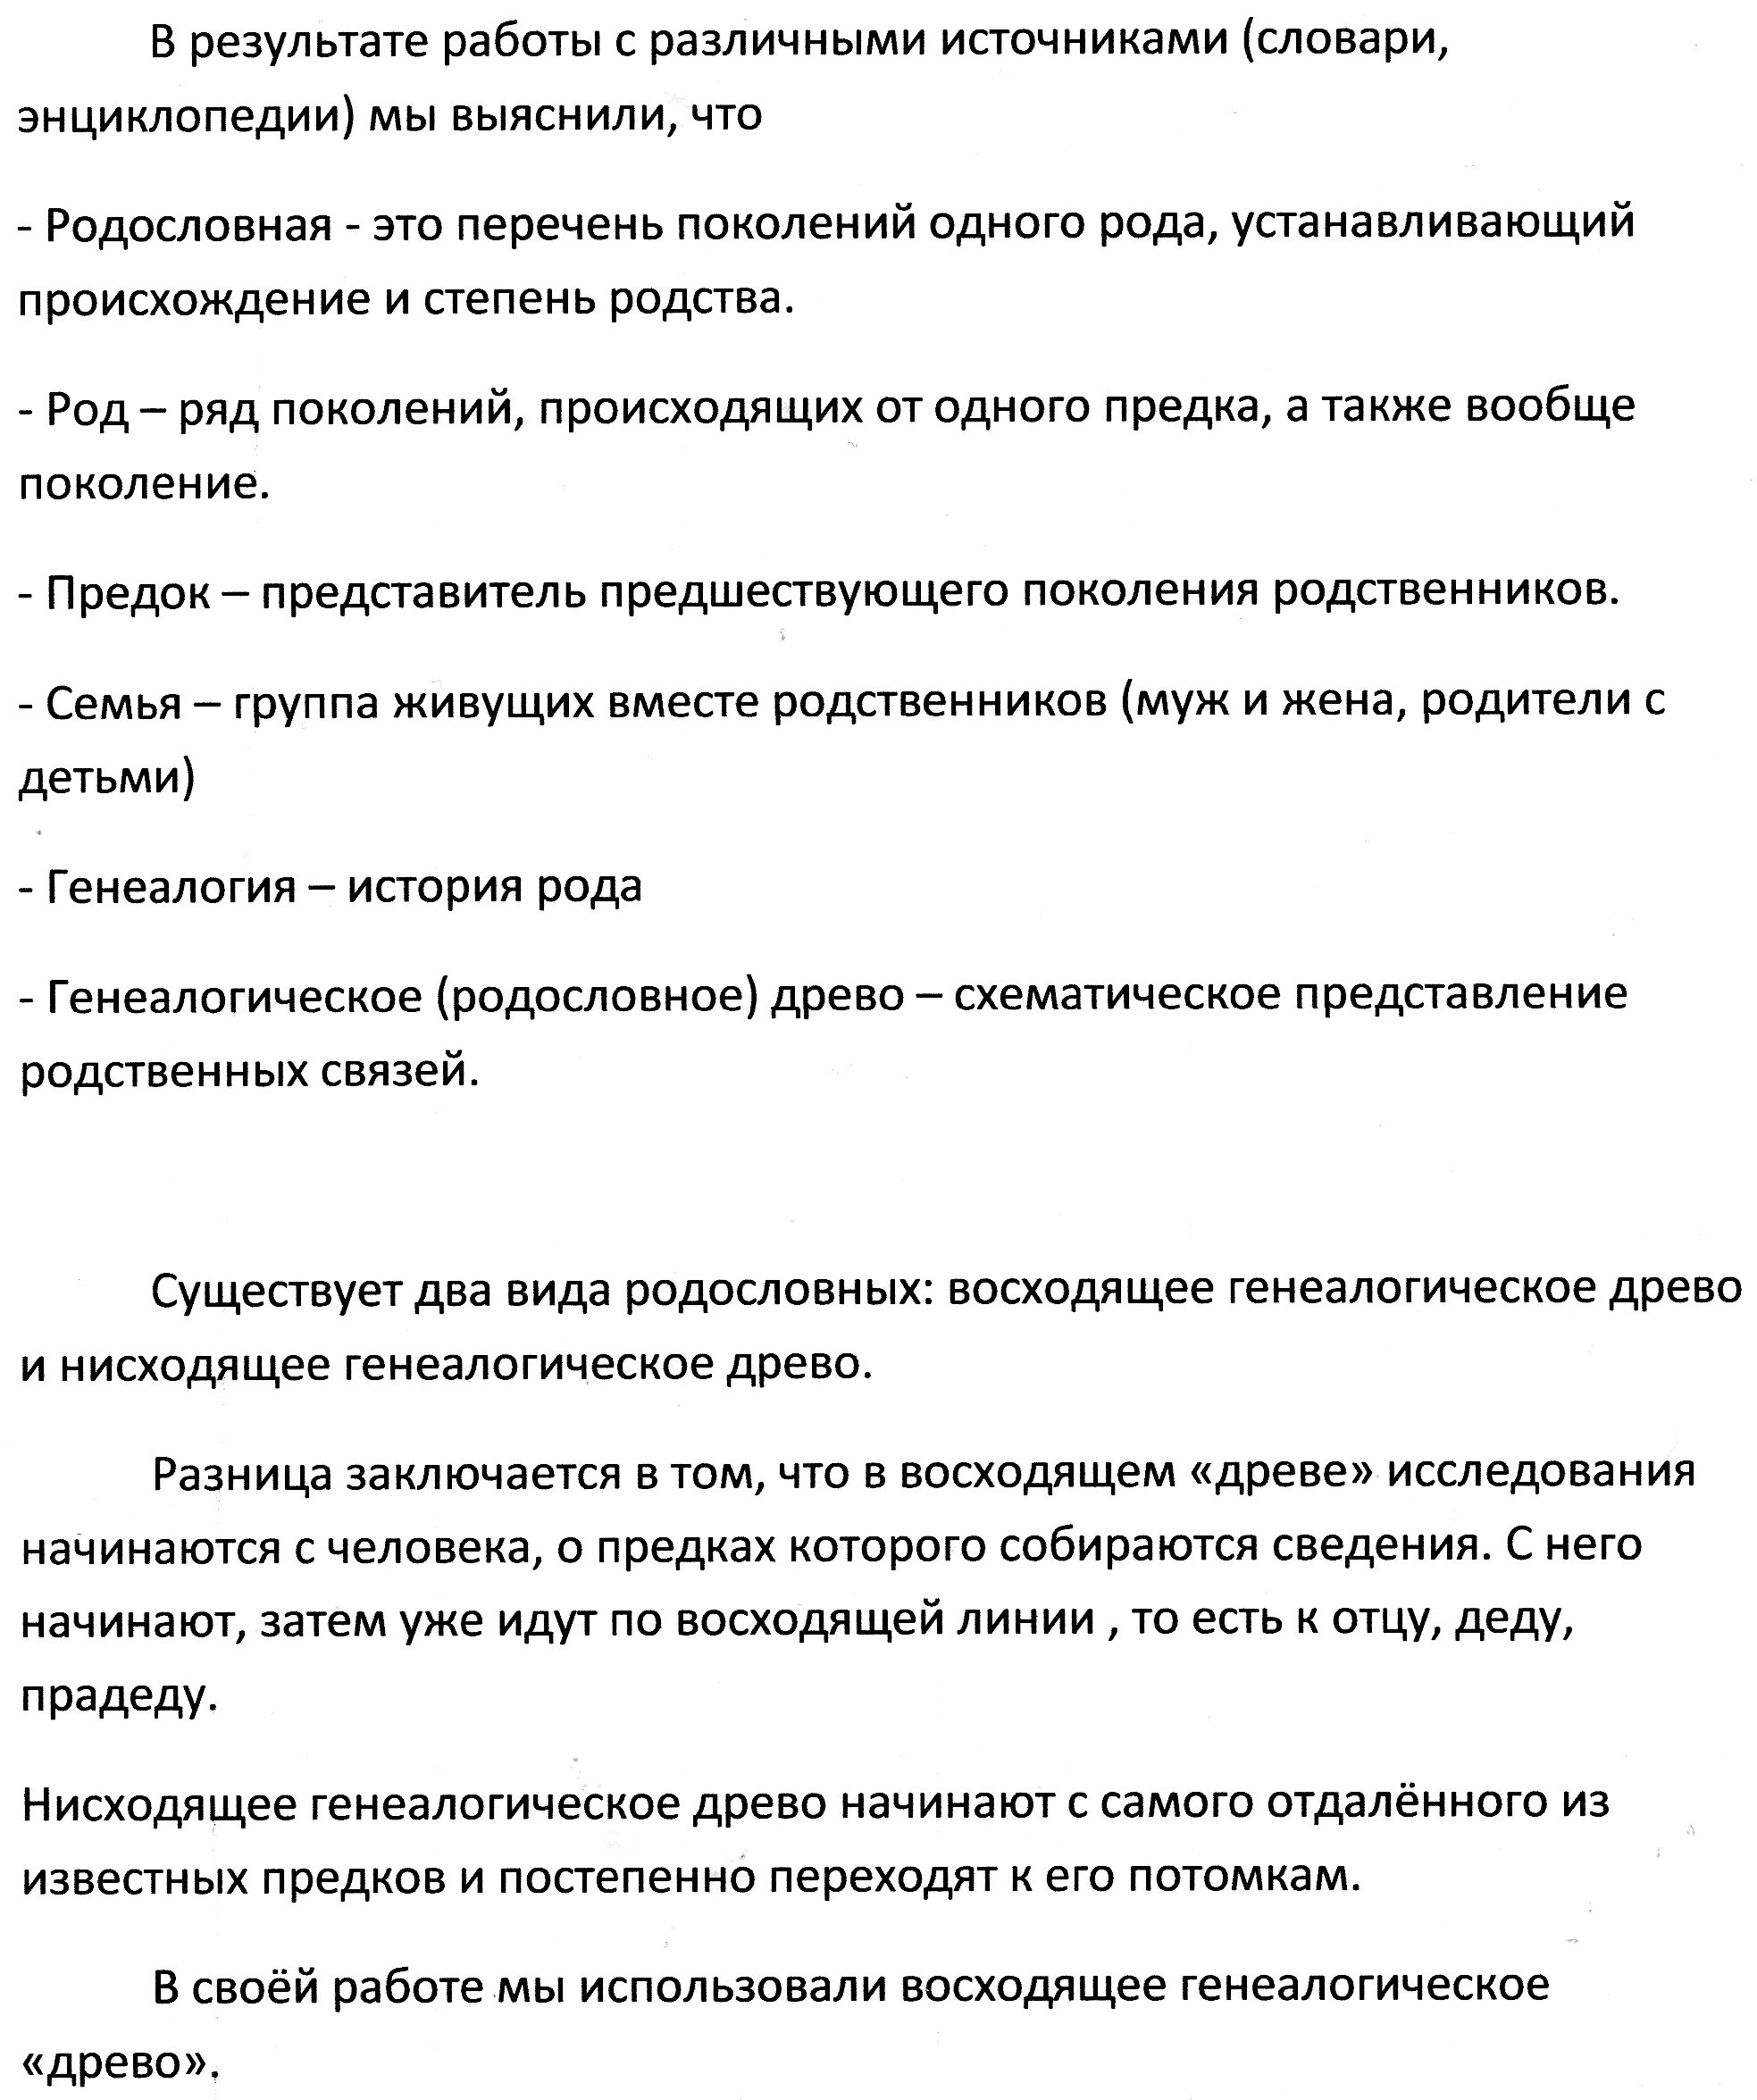 В результате работы с различными источниками (словари,
энциклопедии) мы выяснили, что
- Родословная - это перечень поколений одного рода, устанавливающий
происхождение и степень родства.
- Род – ряд поколений, происходящих от одного предка, а также вообще
поколение.
- Предок – представитель предшествующего поколения родственников.
- Семья – группа живущих вместе родственников (муж и жена, родители с
детьми)
- Генеалогия – история рода
- Генеалогическое (родословное) древо – схематическое представление
родственных связей.
Существует два вида родословных: восходящее генеалогическое древо
и нисходящее генеалогическое древо.
Разница заключается в том, что в восходящем «древе» исследования
начинаются с человека, о предках которого собираются сведения. С него
начинают, затем уже идут по восходящей линии , то есть к отцу, деду,
прадеду.
Нисходящее генеалогическое древо начинают с самого отдалённого из
известных предков и постепенно переходят к его потомкам.
В своёй работе мы использовали восходящее генеалогическое
«древо».